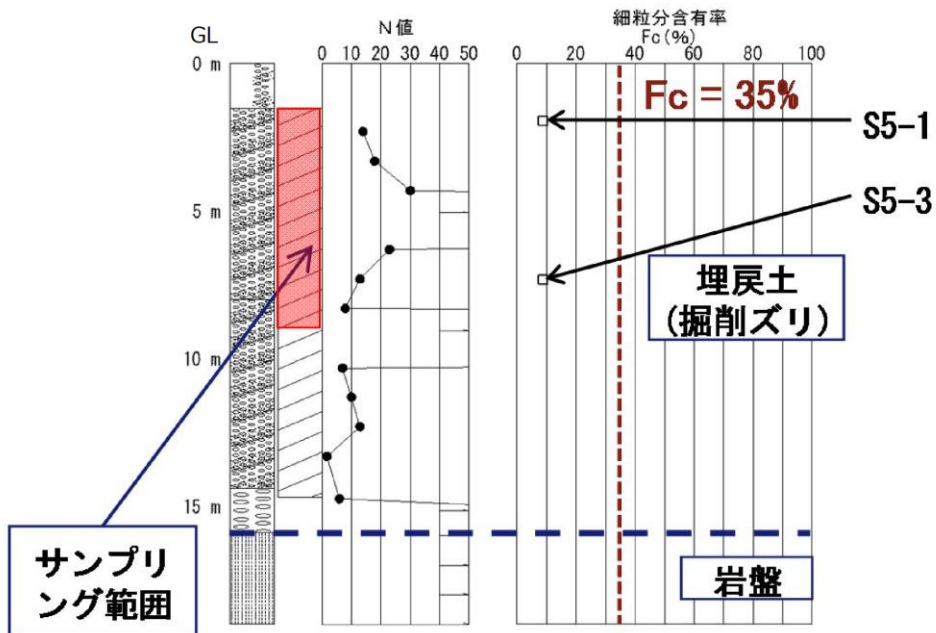 GL
0 m
5 m
10 m
15 m
N値
0 10 20 30 40 50
細粒分含有率
Fc(%)
0 20 40 60 80 100
Fc = 35%
S5-1
S5-3
埋戻土
(掘削ズリ)
サンプリ
ング範囲
岩盤